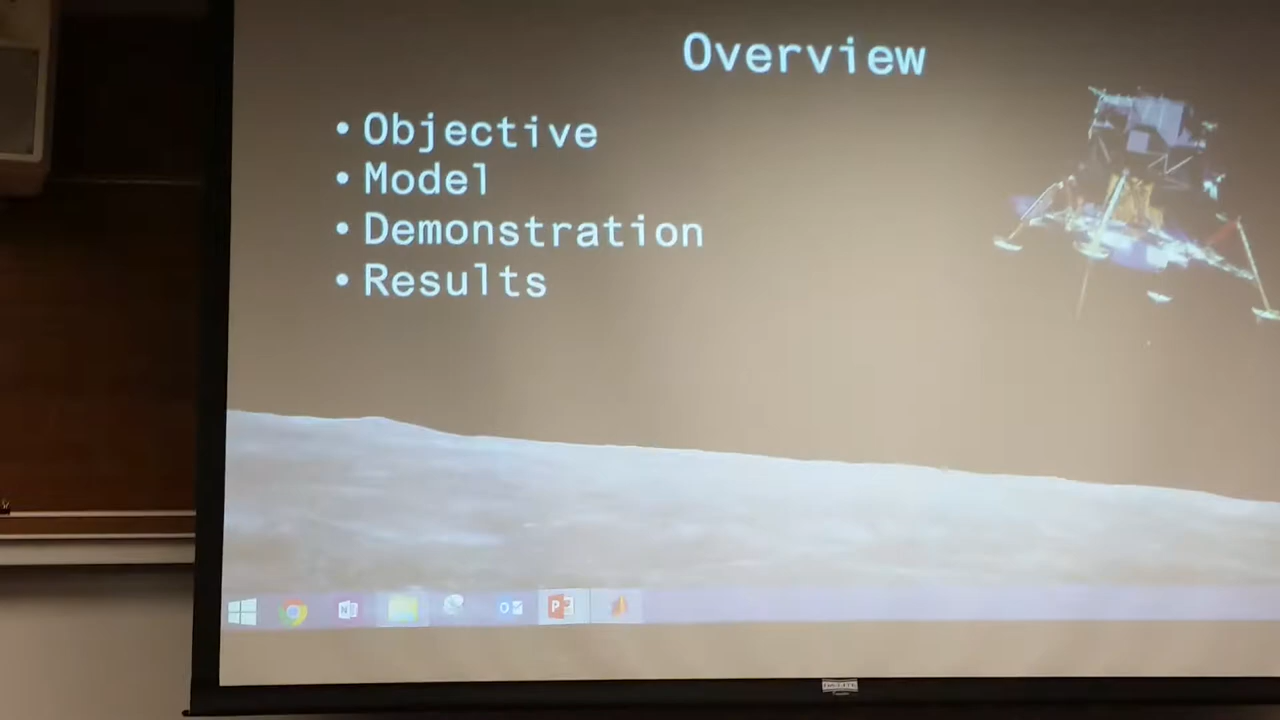 Overview
• Objective
• Model
• Demonstration
• Results